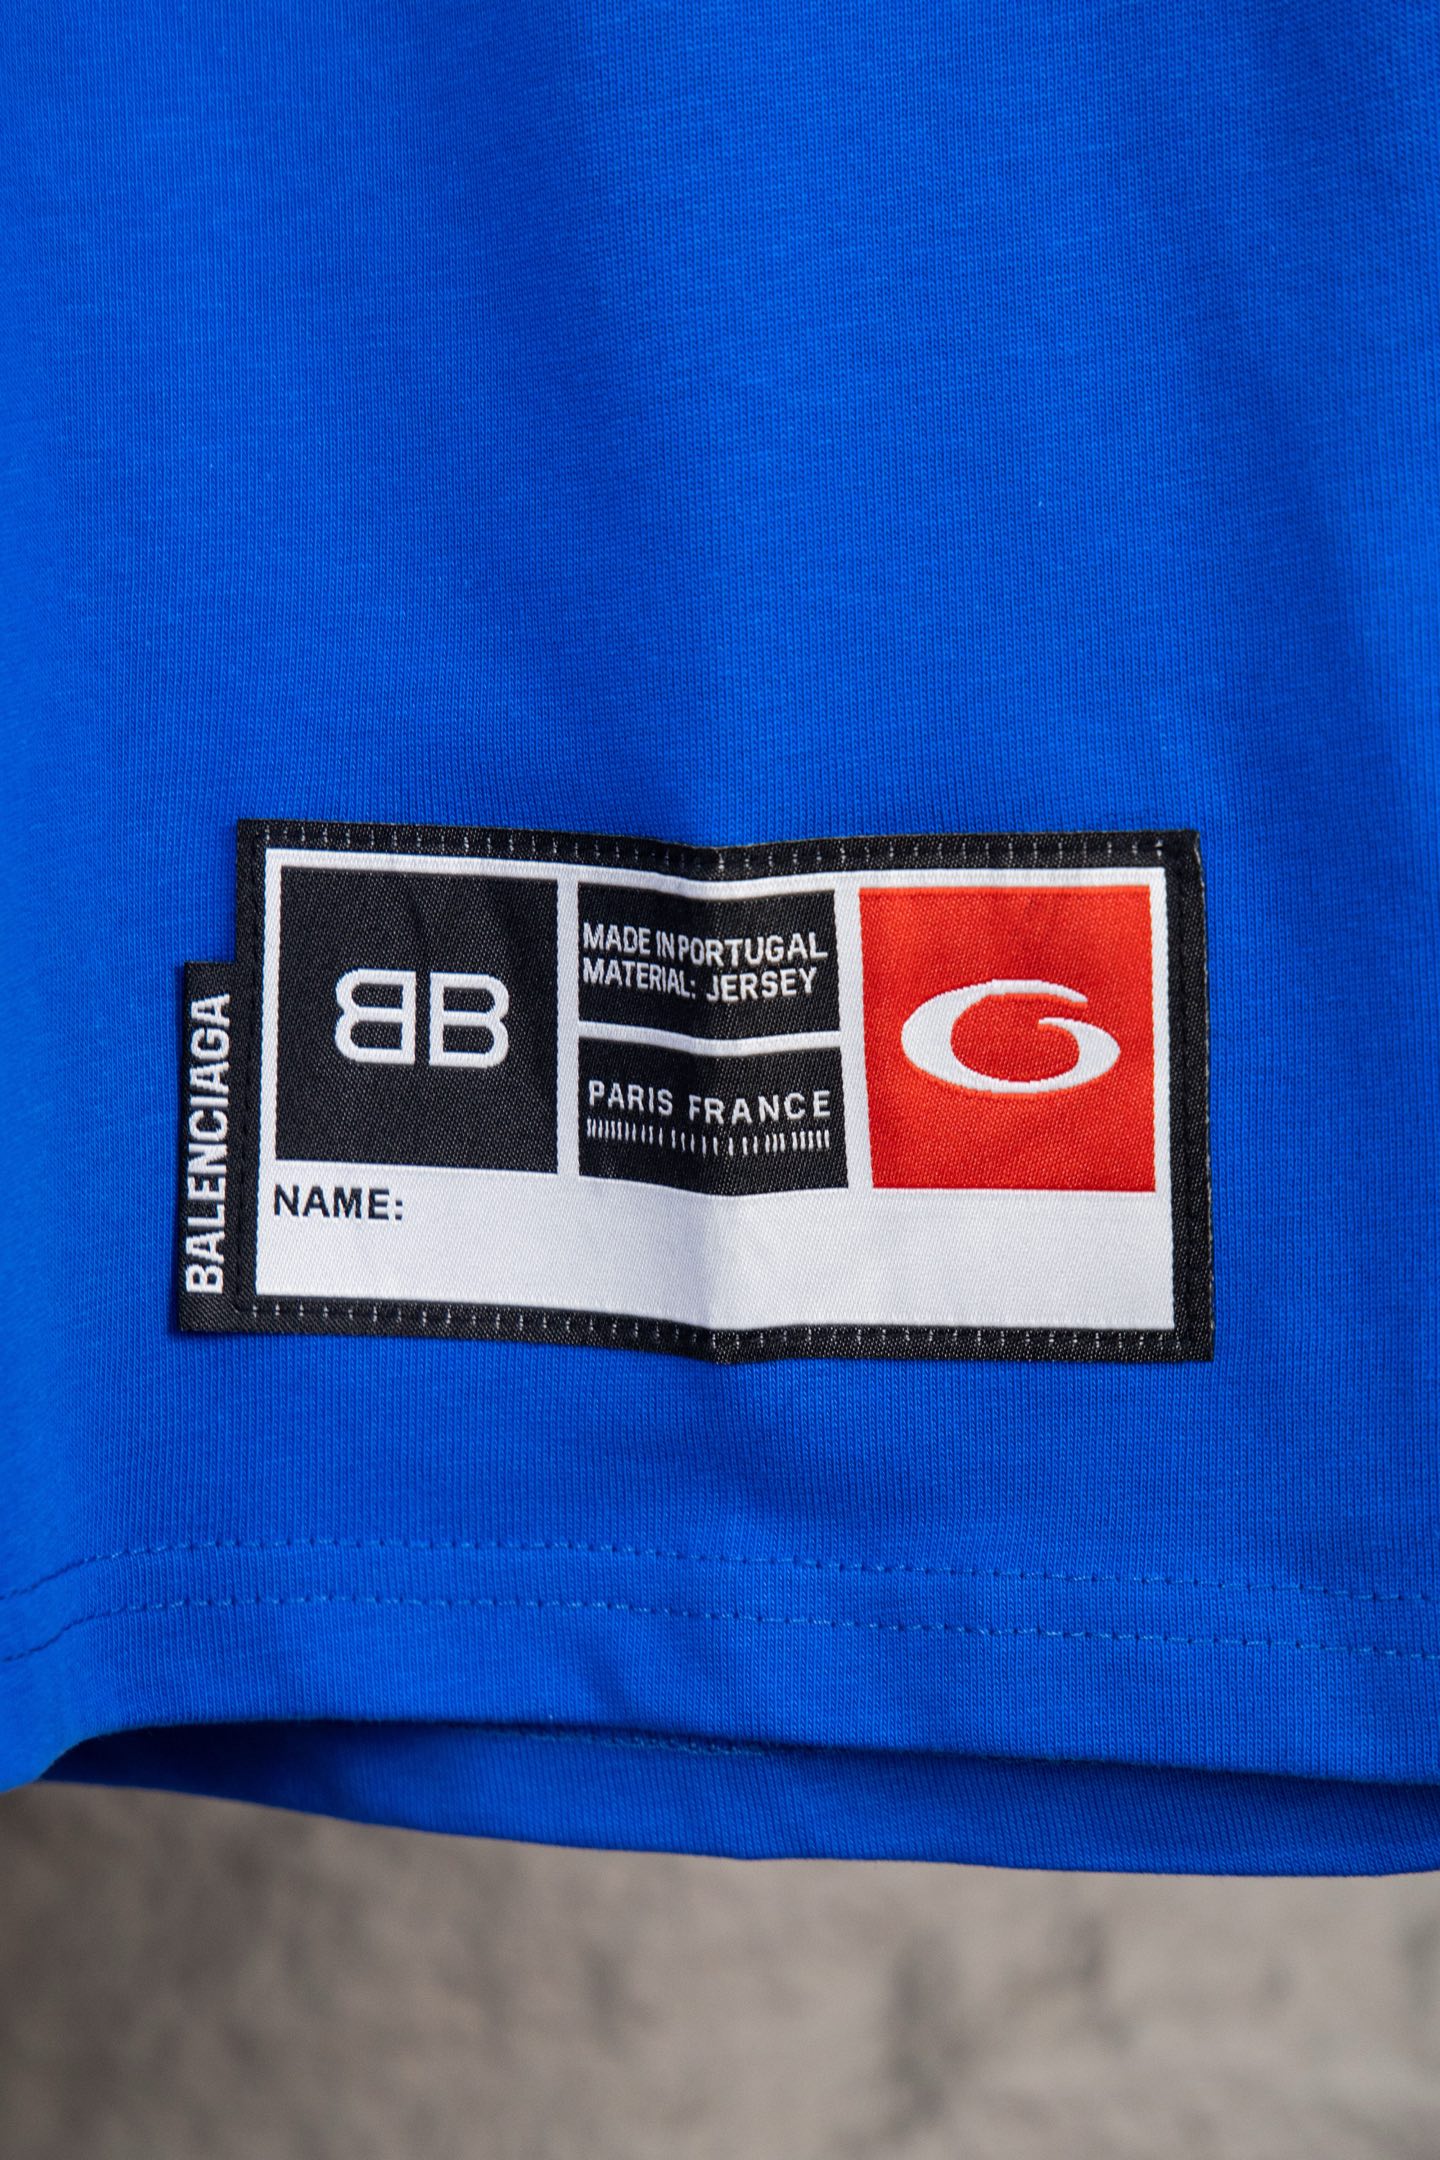 BALENCIAGA
BB
MADE IN PORTUGAL
MATERIAL: JERSEY
PARIS FRANCE
G
NAME: